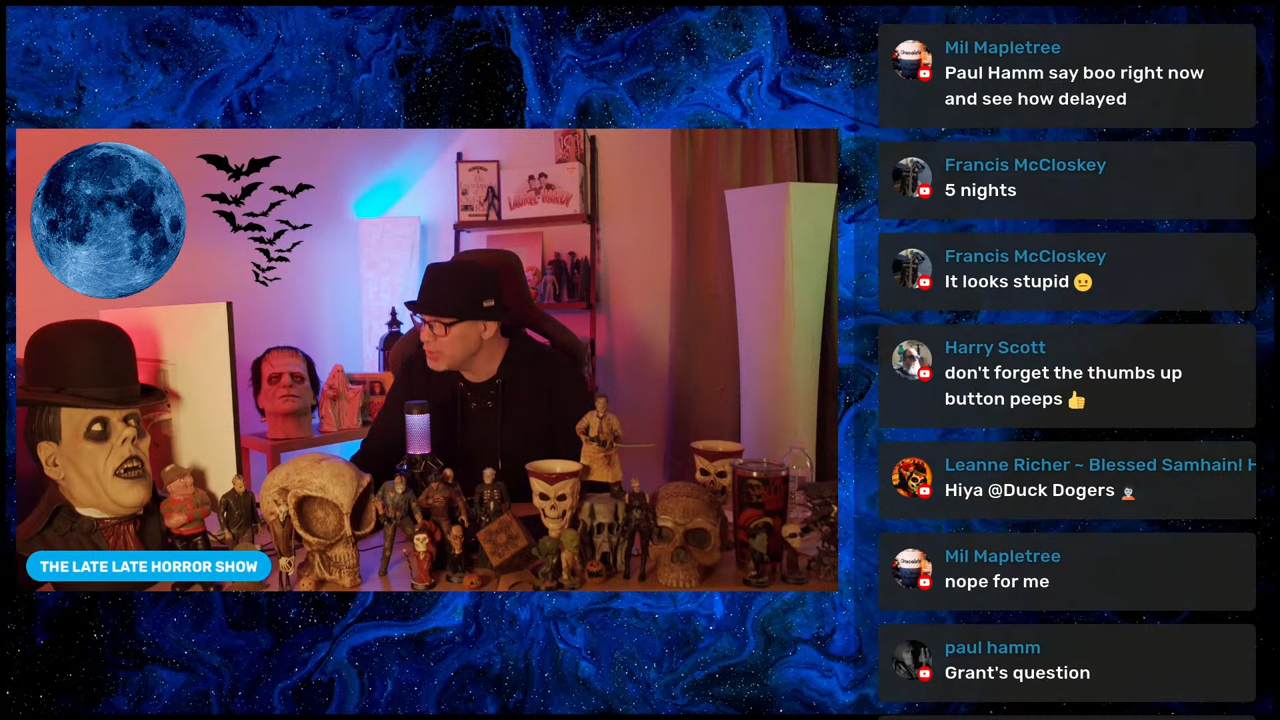 Mil Mapletree
Paul Hamm say boo right now
and see how delayed
Francis McCloskey
5 nights
Francis McCloskey
It looks stupid 😐
Harry Scott
don't forget the thumbs up
button peeps 👍
Leanne Richer ~ Blessed Samhain! H
Hiya @Duck Dogers
Mil Mapletree
nope for me
paul hamm
Grant's question
LAUREL HARDY
THE LATE LATE HORROR SHOW